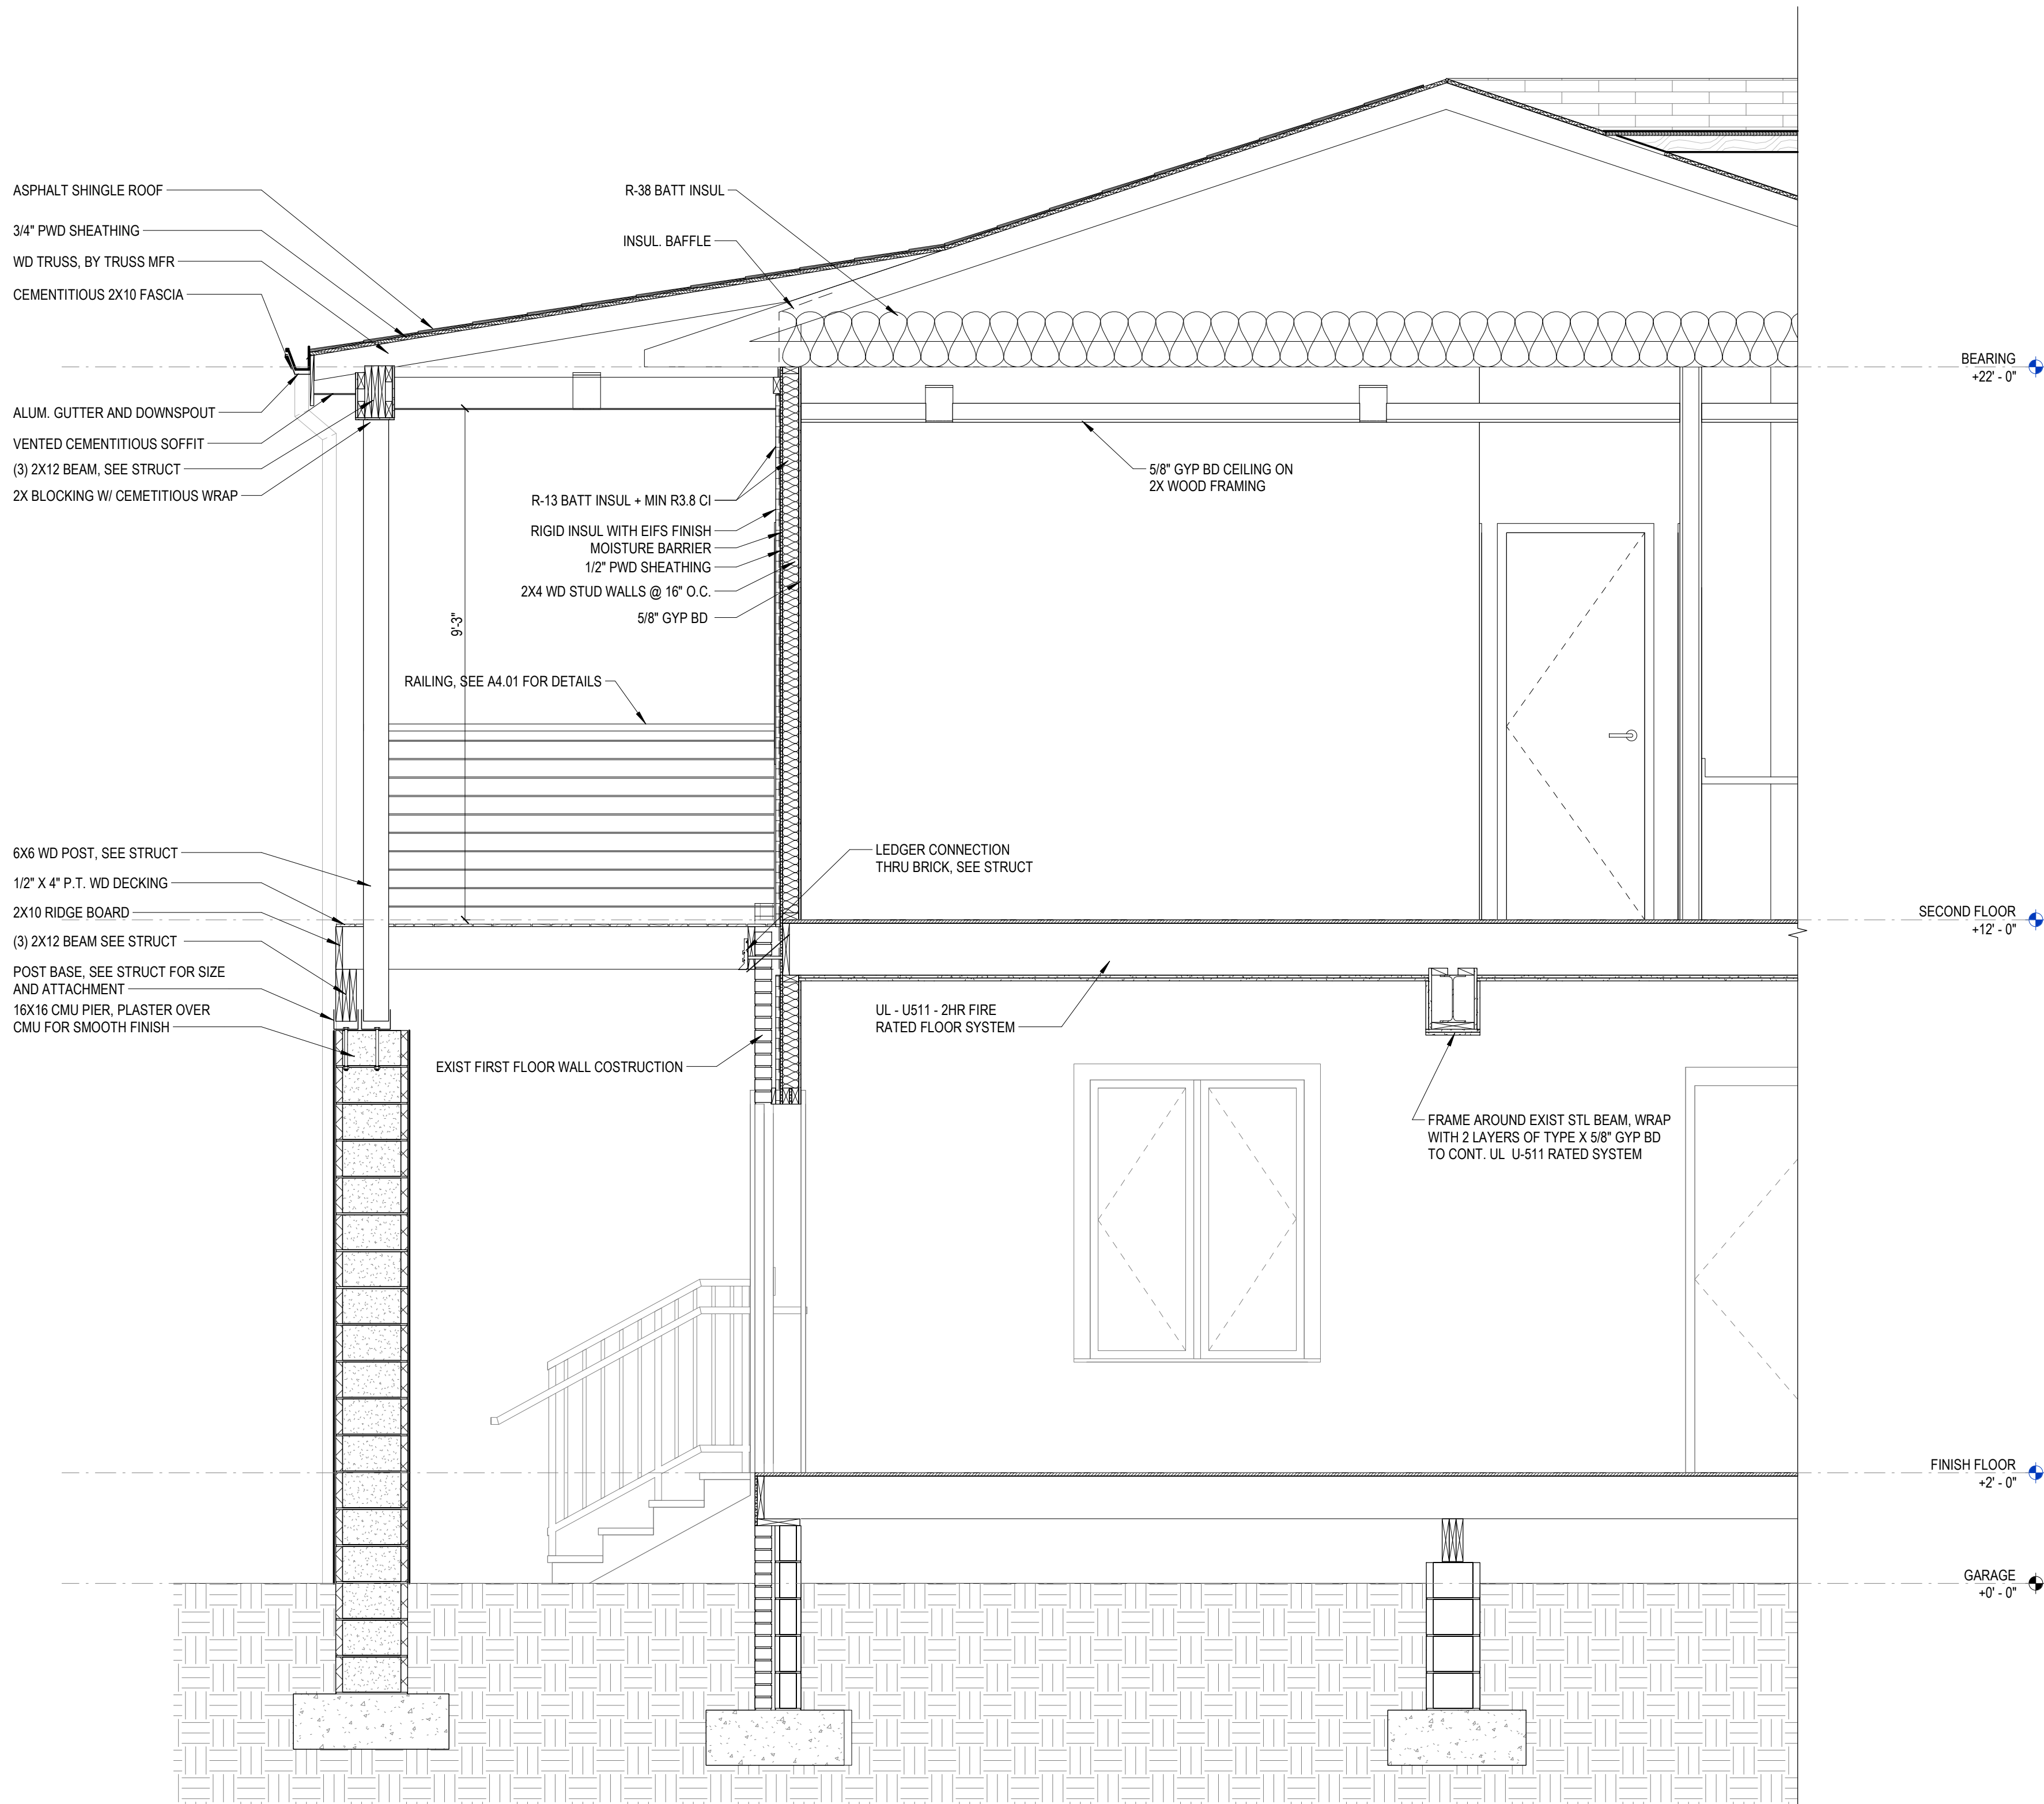 ASPHALT SHINGLE ROOF
3/4" PWD SHEATHING
WD TRUSS, BY TRUSS MFR
CEMENTITIOUS 2X10 FASCIA
ALUM. GUTTER AND DOWNSPOUT
VENTED CEMENTITIOUS SOFFIT
(3) 2X12 BEAM, SEE STRUCT
2X BLOCKING W/ CEMETITIOUS WRAP
R-38 BATT INSUL
INSUL. BAFFLE
BEARING
+22' - 0"
5/8" GYP BD CEILING ON
2X WOOD FRAMING
R-13 BATT INSUL + MIN R3.8 CI
RIGID INSUL WITH EIFS FINISH
MOISTURE BARRIER
1/2" PWD SHEATHING
2X4 WD STUD WALLS @ 16" O.C.
5/8" GYP BD
9'-3"
RAILING, SEE A4.01 FOR DETAILS
6X6 WD POST, SEE STRUCT
1/2" X 4" P.T. WD DECKING
2X10 RIDGE BOARD
(3) 2X12 BEAM SEE STRUCT
POST BASE, SEE STRUCT FOR SIZE
AND ATTACHMENT
16X16 CMU PIER, PLASTER OVER
CMU FOR SMOOTH FINISH
LEDGER CONNECTION
THRU BRICK, SEE STRUCT
SECOND FLOOR
+12' - 0"
UL - U511 - 2HR FIRE
RATED FLOOR SYSTEM
EXIST FIRST FLOOR WALL COSTRUCTION
FRAME AROUND EXIST STL BEAM, WRAP
WITH 2 LAYERS OF TYPE X 5/8" GYP BD
TO CONT. UL U-511 RATED SYSTEM
FINISH FLOOR
+2' - 0"
GARAGE
+0' - 0"